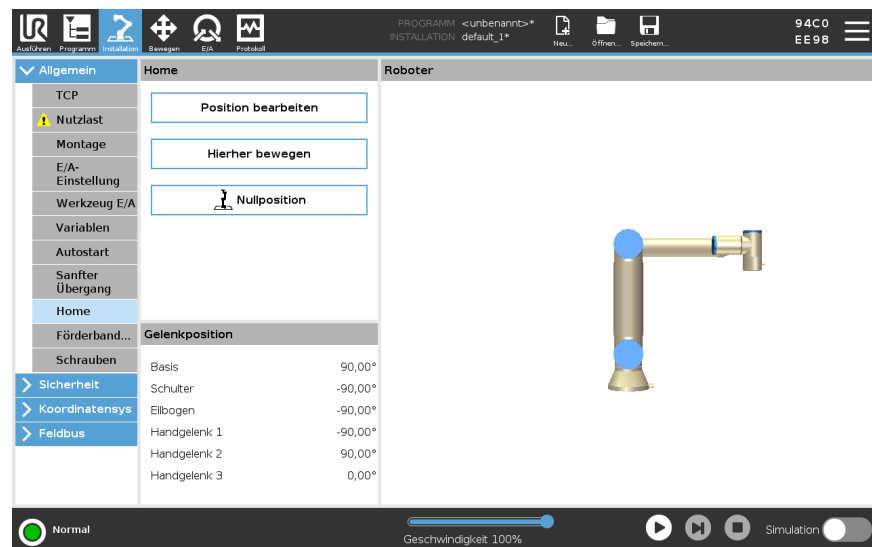 UR
Ausführen
Programm
Installation
Bewegen
E/A
Protokoll
PROGRAMM <unbenannt>*
INSTALLATION default_1*
Neu...
Öffnen...
Speichern...
94C0
EE98
Allgemein
TCP
Nutzlast
Montage
E/A-
Einstellung
Werkzeug E/A
Variablen
Autostart
Sanfter
Übergang
Home
Förderband...
Schrauben
Sicherheit
Koordinatensys
Feldbus
Home
Position bearbeiten
Hierher bewegen
Nullposition
Gelenkposition
Basis 90,00°
Schulter -90,00°
Ellbogen -90,00°
Handgelenk 1 -90,00°
Handgelenk 2 90,00°
Handgelenk 3 0,00°
Roboter
Normal
Geschwindigkeit 100%
Simulation